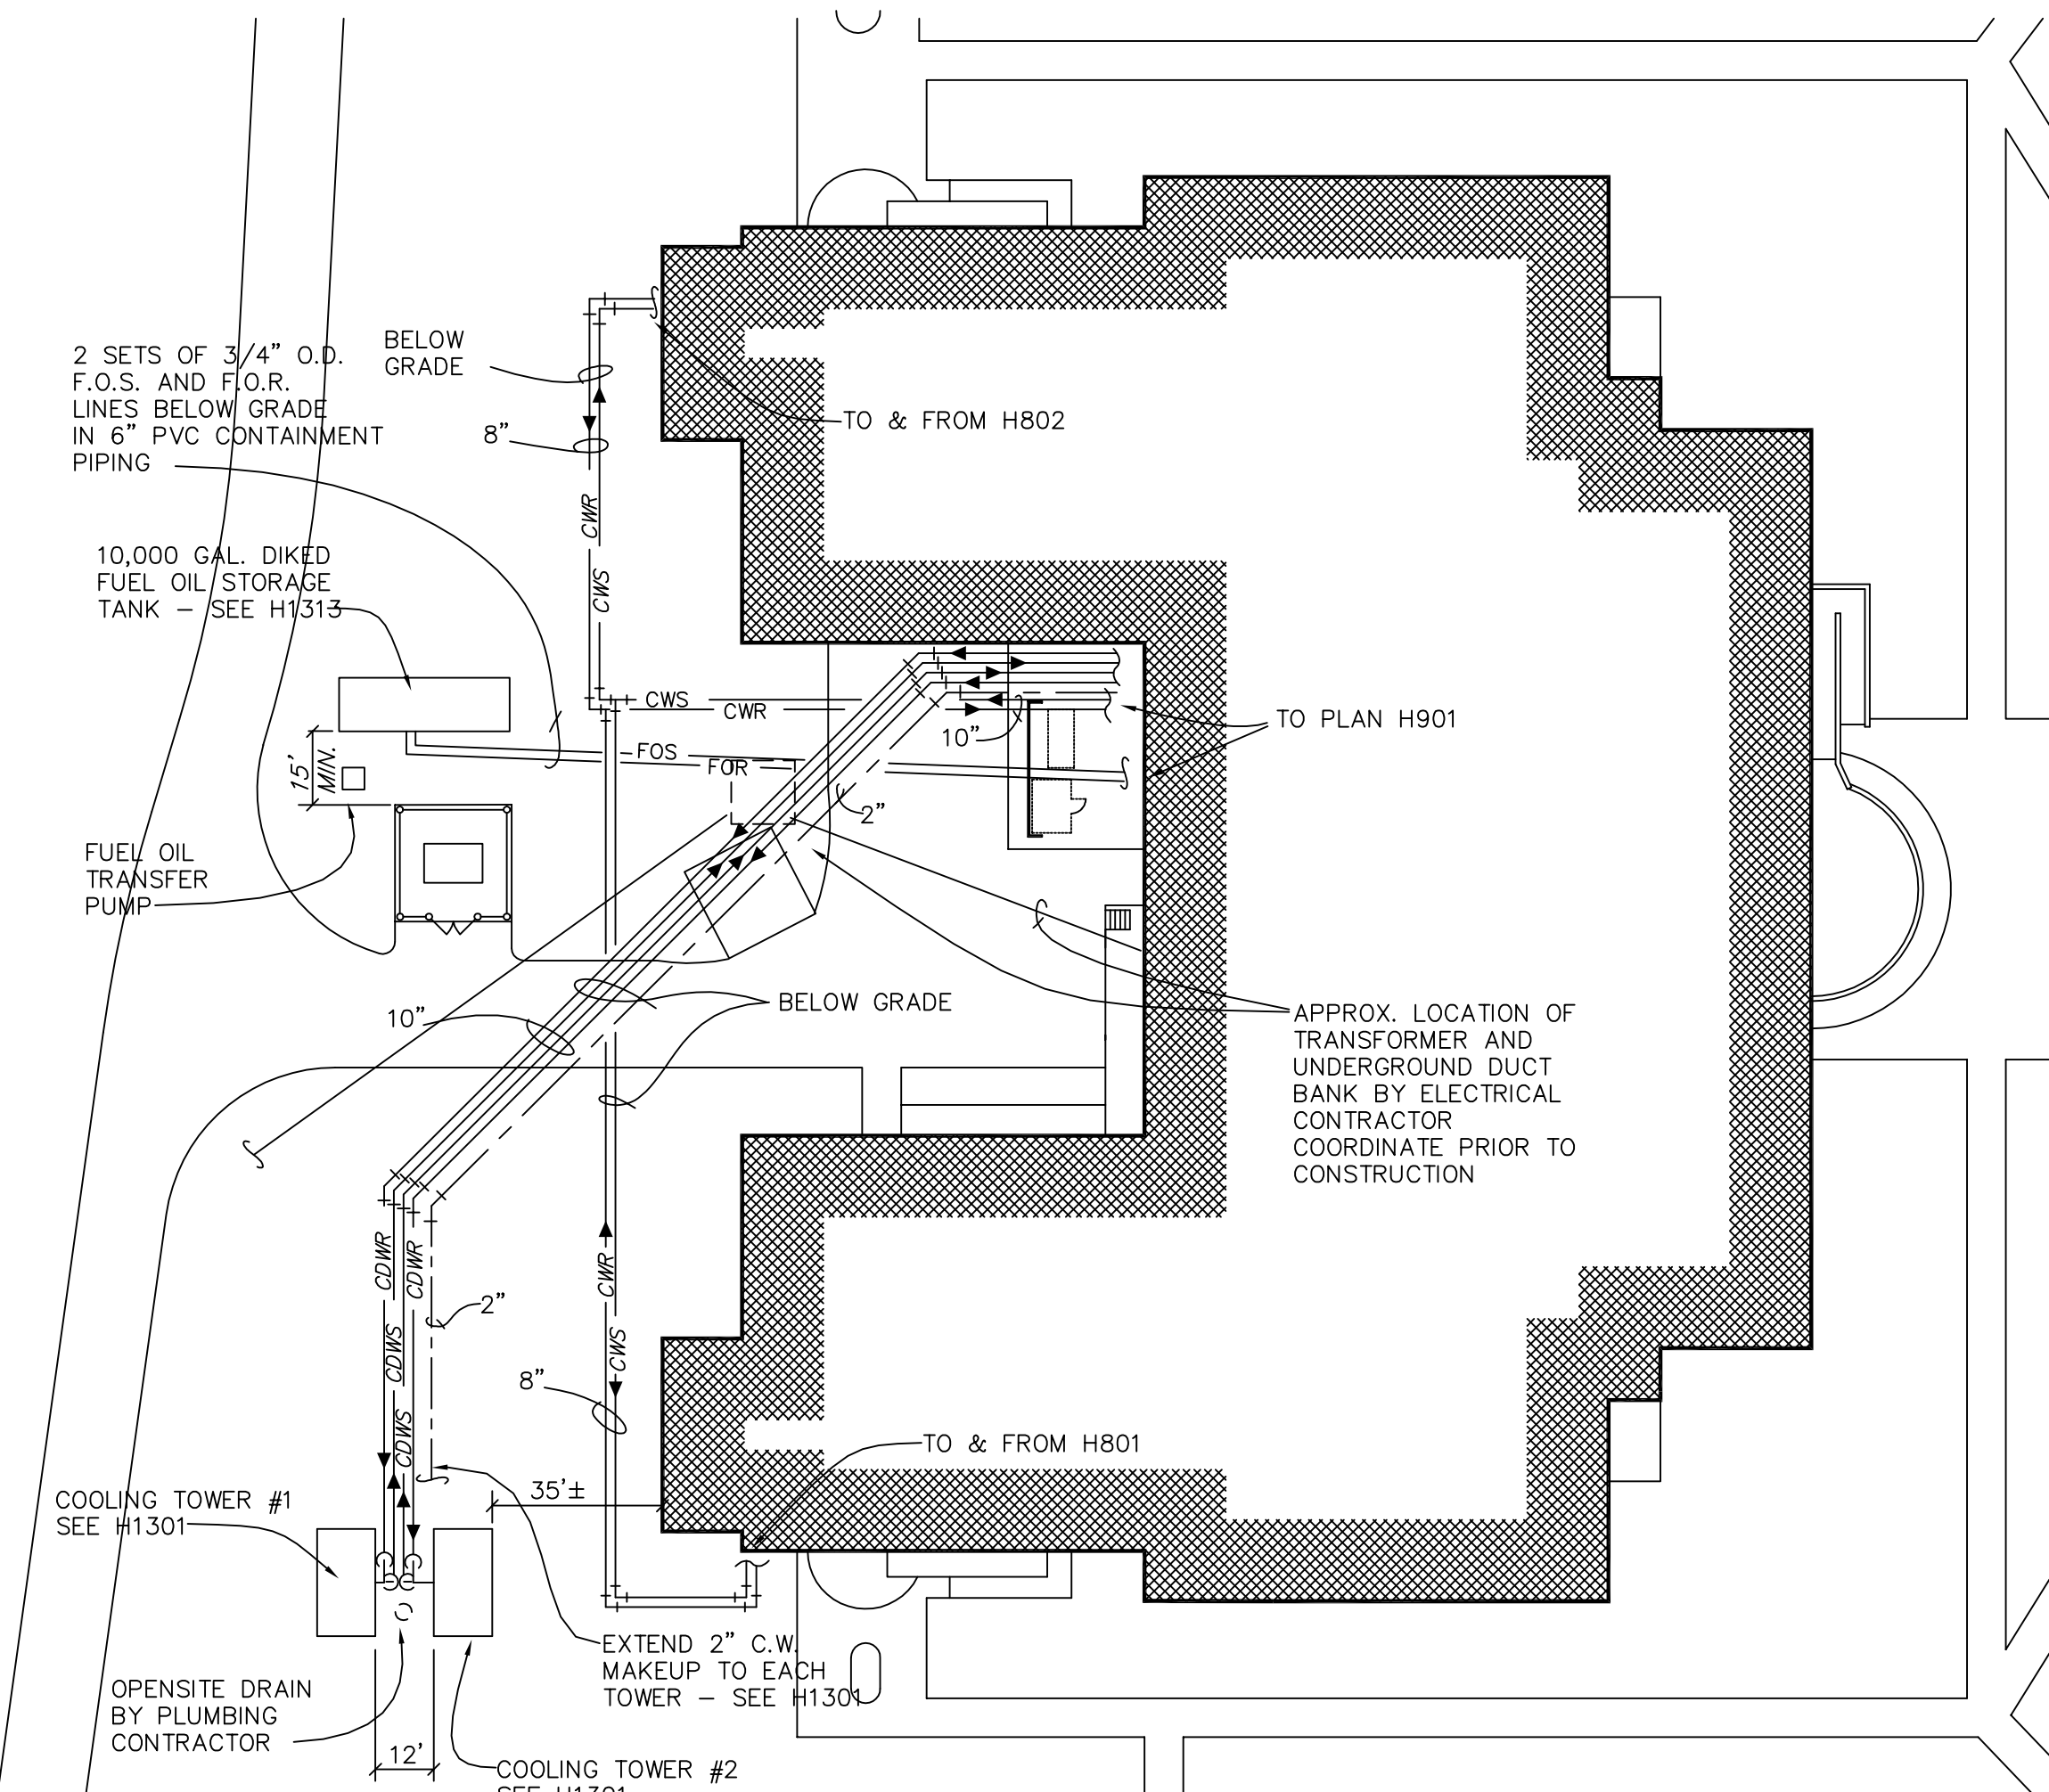 2 SETS OF 3/4" O.D.
F.O.S. AND F.O.R.
LINES BELOW GRADE
IN 6" PVC CONTAINMENT
PIPING
BELOW
GRADE
8"
TO & FROM H802
CWR
CWS
10,000 GAL. DIKED
FUEL OIL STORAGE
TANK – SEE H1313
CWS
CWR
10"
TO PLAN H901
FOS
FOR
15'
MIN.
2"
FUEL OIL
TRANSFER
PUMP
10"
BELOW GRADE
APPROX. LOCATION OF
TRANSFORMER AND
UNDERGROUND DUCT
BANK BY ELECTRICAL
CONTRACTOR
COORDINATE PRIOR TO
CONSTRUCTION
CDWR
CDWR
CWR
2"
CDWS
CWS
8"
CDWS
TO & FROM H801
35'±
COOLING TOWER #1
SEE H1301
EXTEND 2" C.W.
MAKEUP TO EACH
TOWER – SEE H1301
OPENSITE DRAIN
BY PLUMBING
CONTRACTOR
12'
COOLING TOWER #2
SEE H1301